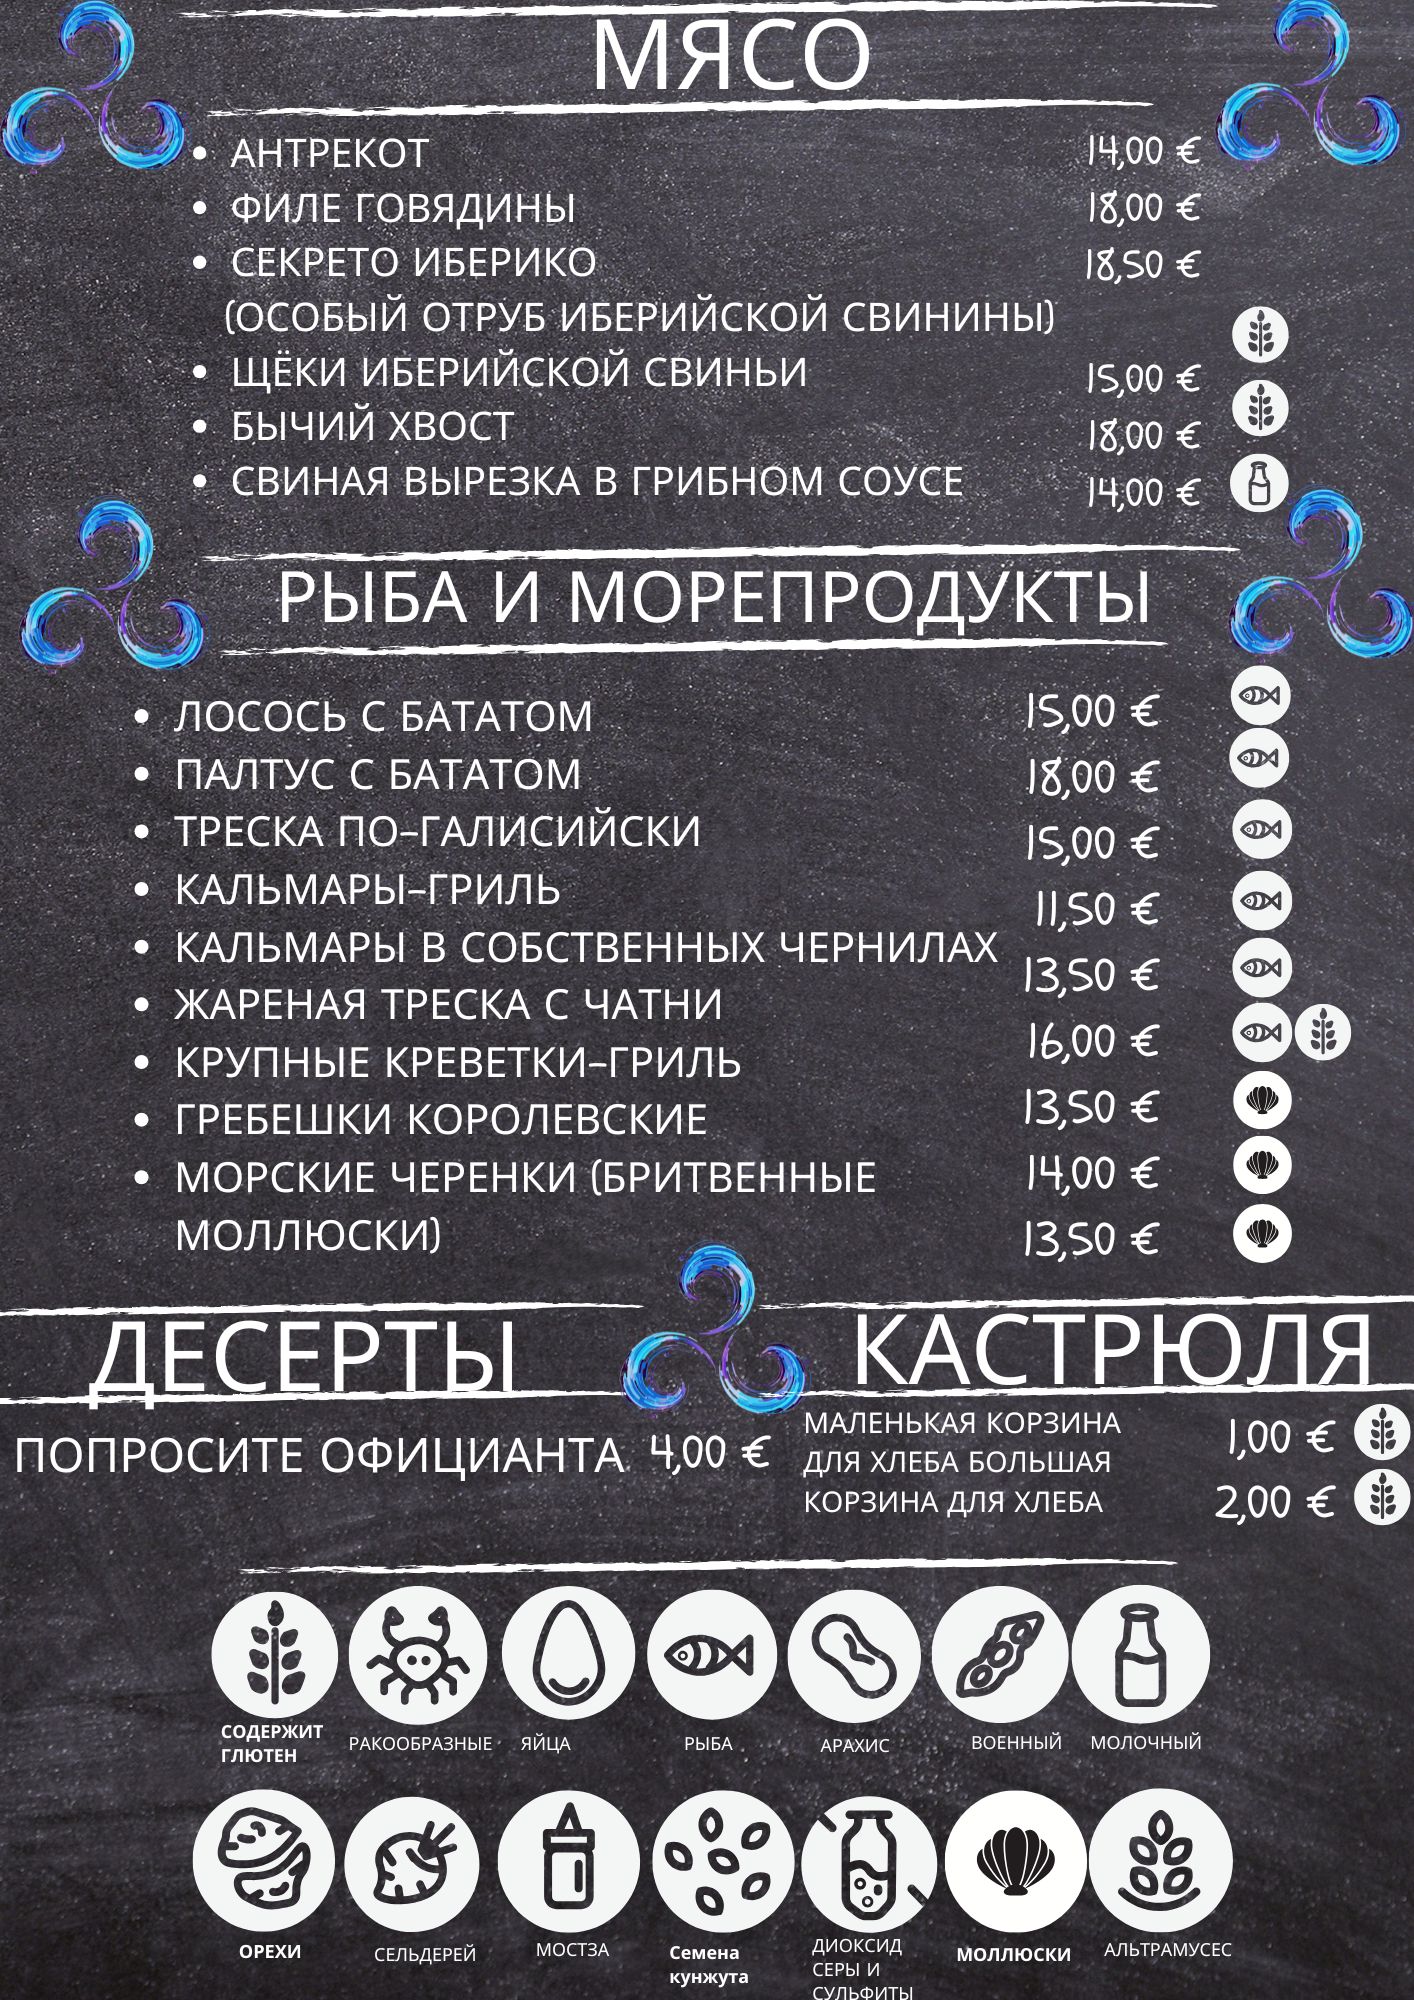 МЯСО
• АНТРЕКОТ 14,00 €
• ФИЛЕ ГОВЯДИНЫ 18,00 €
• СЕКРЕТО ИБЕРИКО 18,50 €
(ОСОБЫЙ ОТРУБ ИБЕРИЙСКОЙ СВИНИНЫ)
• ЩЁКИ ИБЕРИЙСКОЙ СВИНЬИ 15,00 €
• БЫЧИЙ ХВОСТ 18,00 €
• СВИНАЯ ВЫРЕЗКА В ГРИБНОМ СОУСЕ 14,00 €
РЫБА И МОРЕПРОДУКТЫ
• ЛОСОСЬ С БАТАТОМ 15,00 €
• ПАЛТУС С БАТАТОМ 18,00 €
• ТРЕСКА ПО-ГАЛИСИЙСКИ 15,00 €
• КАЛЬМАРЫ-ГРИЛЬ 11,50 €
• КАЛЬМАРЫ В СОБСТВЕННЫХ ЧЕРНИЛАХ 13,50 €
• ЖАРЕНАЯ ТРЕСКА С ЧАТНИ 16,00 €
• КРУПНЫЕ КРЕВЕТКИ-ГРИЛЬ 13,50 €
• ГРЕБЕШКИ КОРОЛЕВСКИЕ 14,00 €
• МОРСКИЕ ЧЕРЕНКИ (БРИТВЕННЫЕ
МОЛЛЮСКИ) 13,50 €
ДЕСЕРТЫ
ПОПРОСИТЕ ОФИЦИАНТА 4,00 €
КАСТРЮЛЯ
МАЛЕНЬКАЯ КОРЗИНА 1,00 €
ДЛЯ ХЛЕБА БОЛЬШАЯ
КОРЗИНА ДЛЯ ХЛЕБА 2,00 €
СОДЕРЖИТ
ГЛЮТЕН
РАКООБРАЗНЫЕ
ЯЙЦА
РЫБА
АРАХИС
ВОЕННЫЙ
МОЛОЧНЫЙ
ОРЕХИ
СЕЛЬДЕРЕЙ
МОСТЗА
Семена
кунжута
ДИОКСИД
СЕРЫ И
СУЛЬФИТЫ
МОЛЛЮСКИ
АЛЬТРАМУСЕС